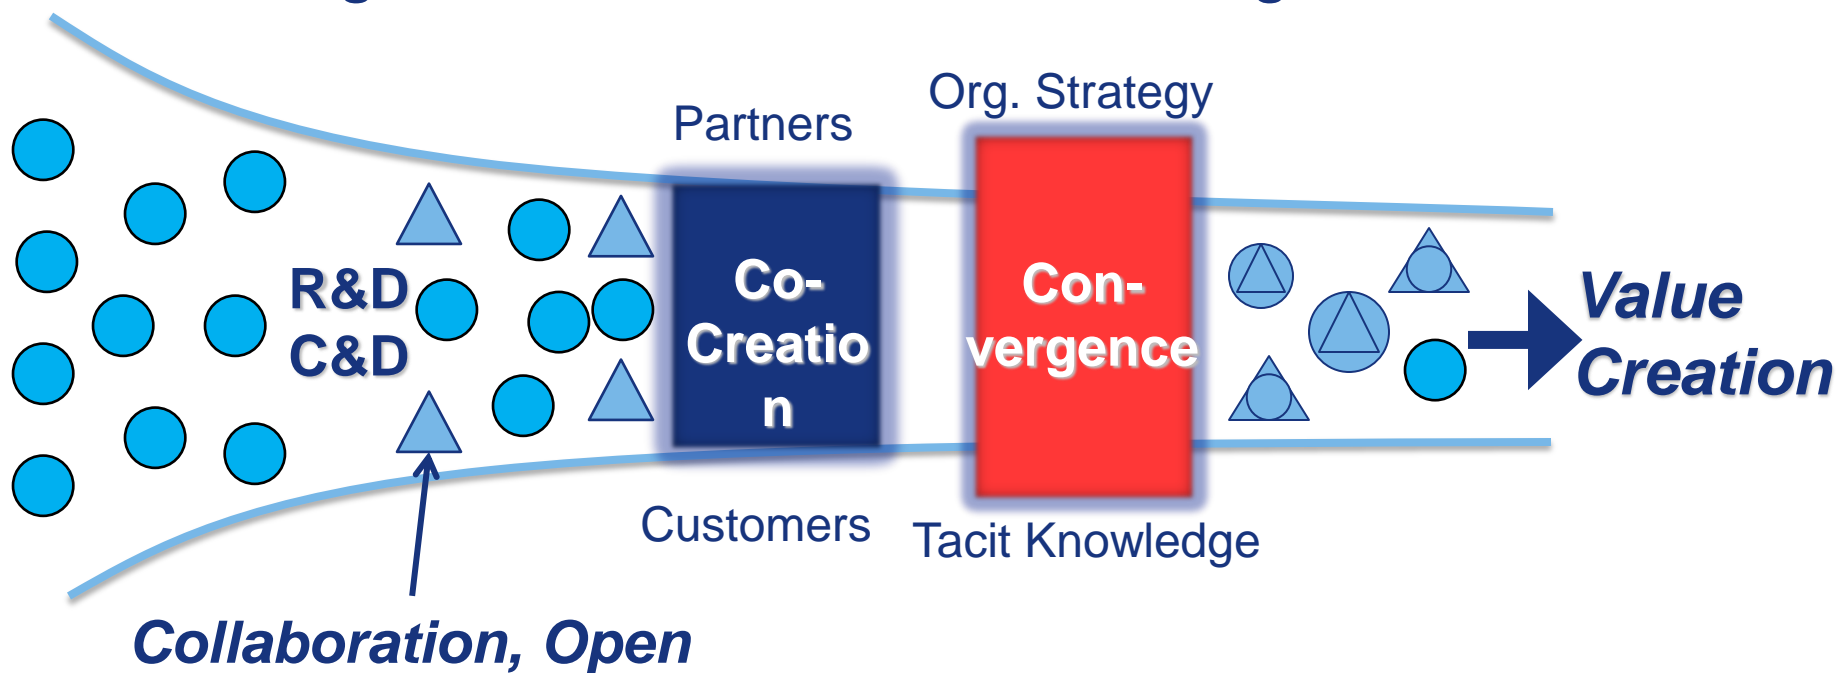 Org. Strategy
Partners
R&D
C&D
Co-
Creatio
n
Con-
vergence
Value
Creation
Customers
Tacit Knowledge
Collaboration, Open